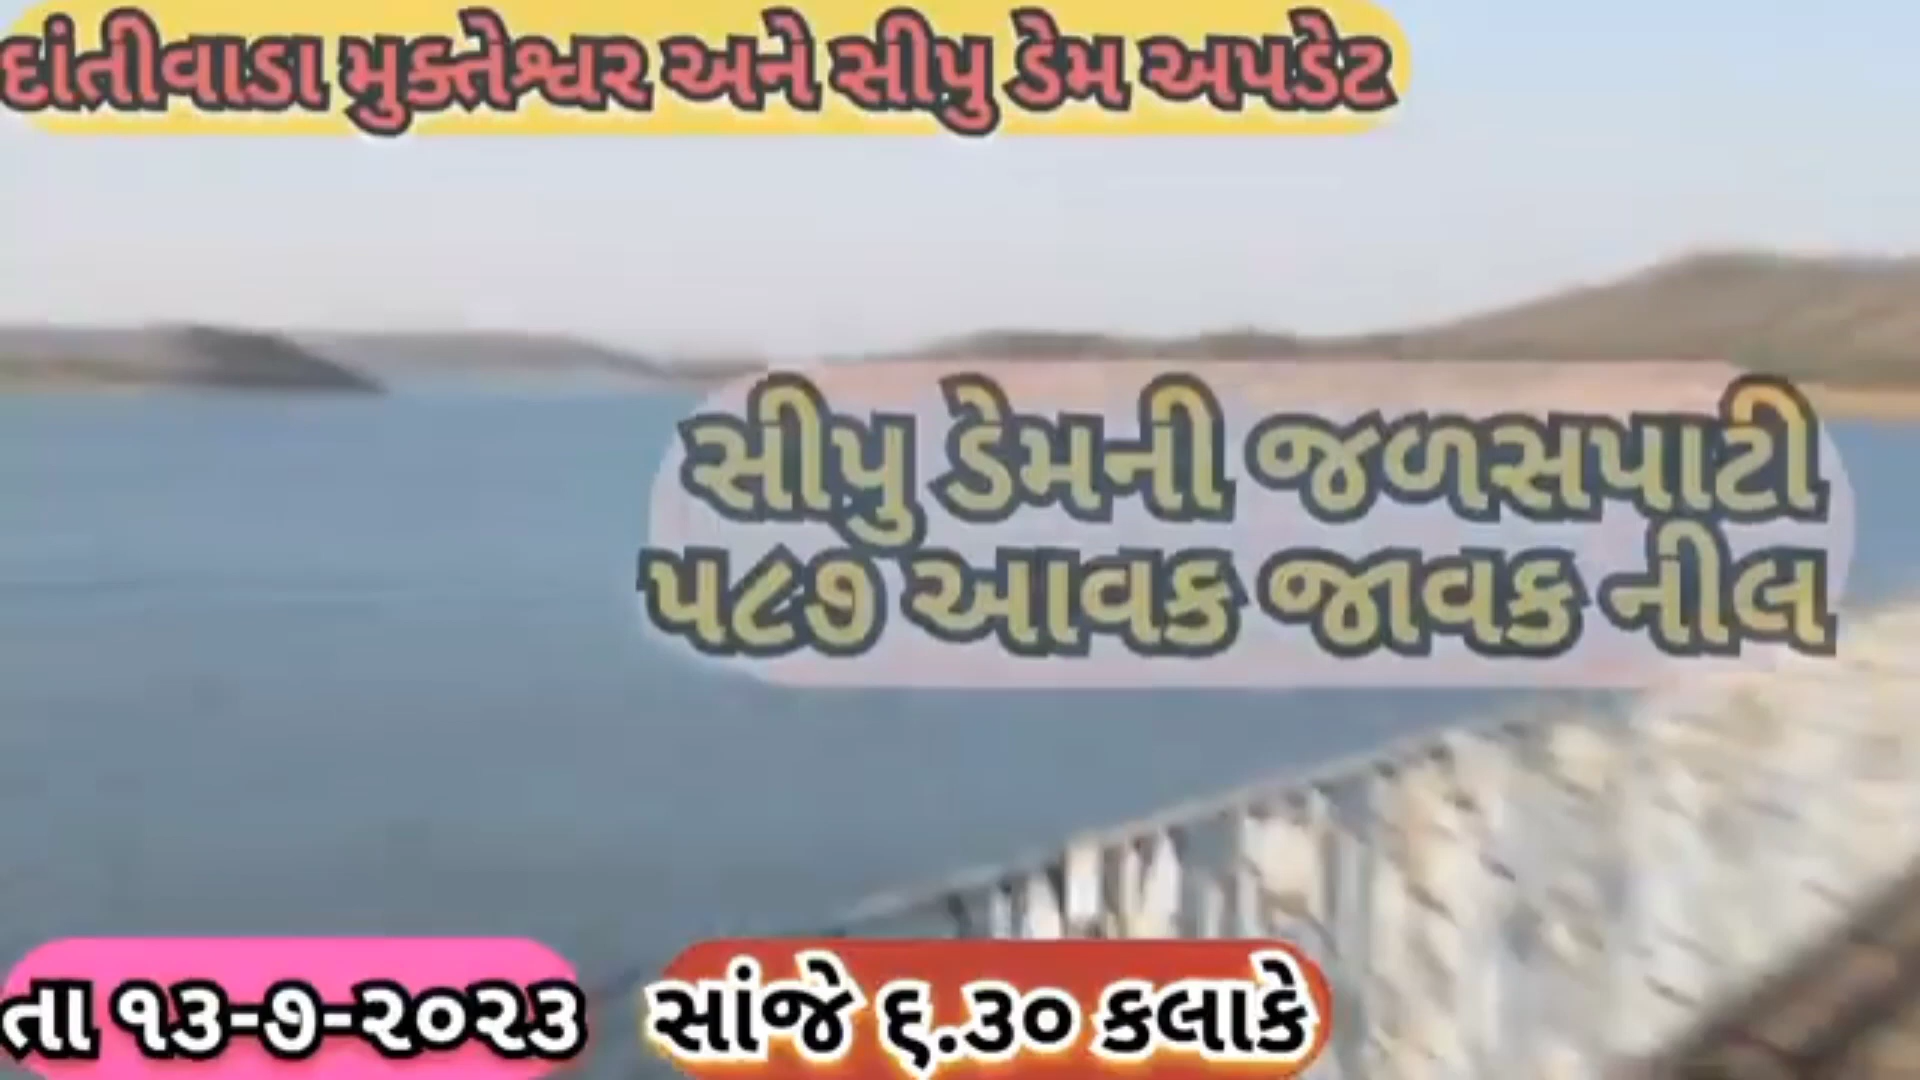 દાંતીવાડા મુક્તેશ્વર અને સીપુ ડેમ અપડેટ
સીપુ ડેમની જળસપાટી
૫૮૭ આવક જાવક નીલ
તા ૧૩-૭-૨૦૨૩
સાંજે ૬.૩૦ કલાકે